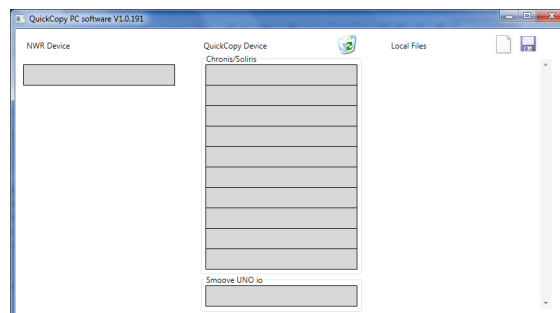 QuickCopy PC software V1.0.191
NWR Device
QuickCopy Device
Local Files
Chronis/Soliris
Smoove UNO io